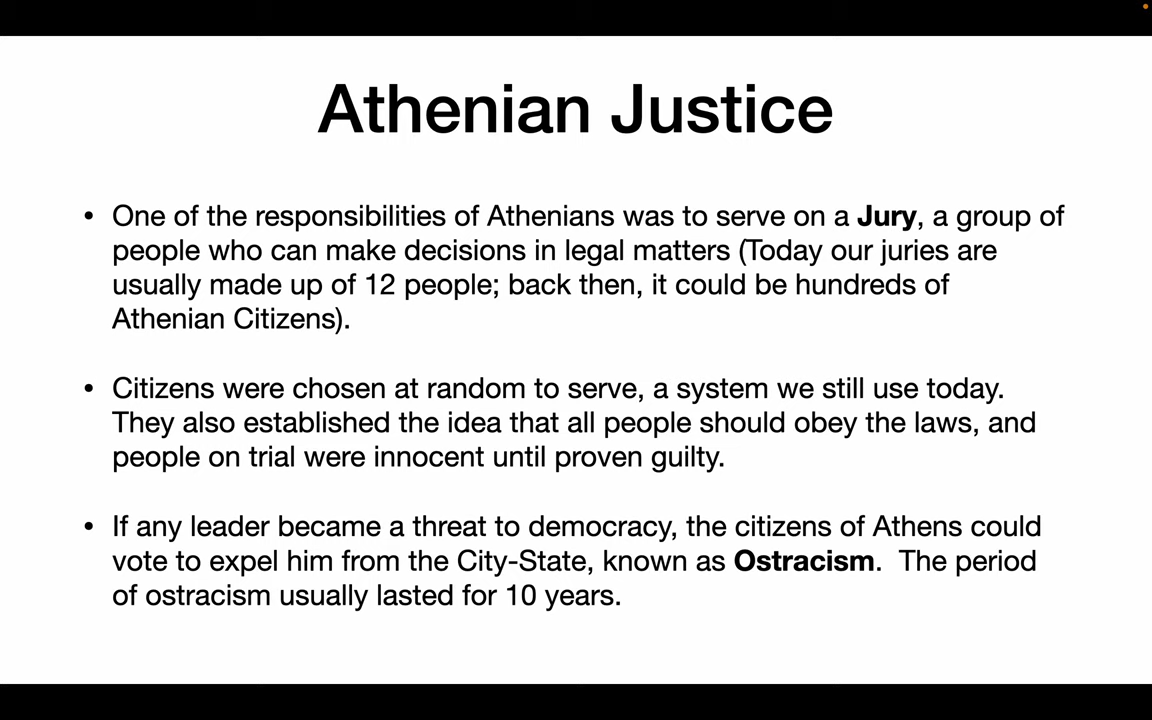 Athenian Justice
• One of the responsibilities of Athenians was to serve on a Jury, a group of
people who can make decisions in legal matters (Today our juries are
usually made up of 12 people; back then, it could be hundreds of
Athenian Citizens).
• Citizens were chosen at random to serve, a system we still use today.
They also established the idea that all people should obey the laws, and
people on trial were innocent until proven guilty.
• If any leader became a threat to democracy, the citizens of Athens could
vote to expel him from the City-State, known as Ostracism.  The period
of ostracism usually lasted for 10 years.